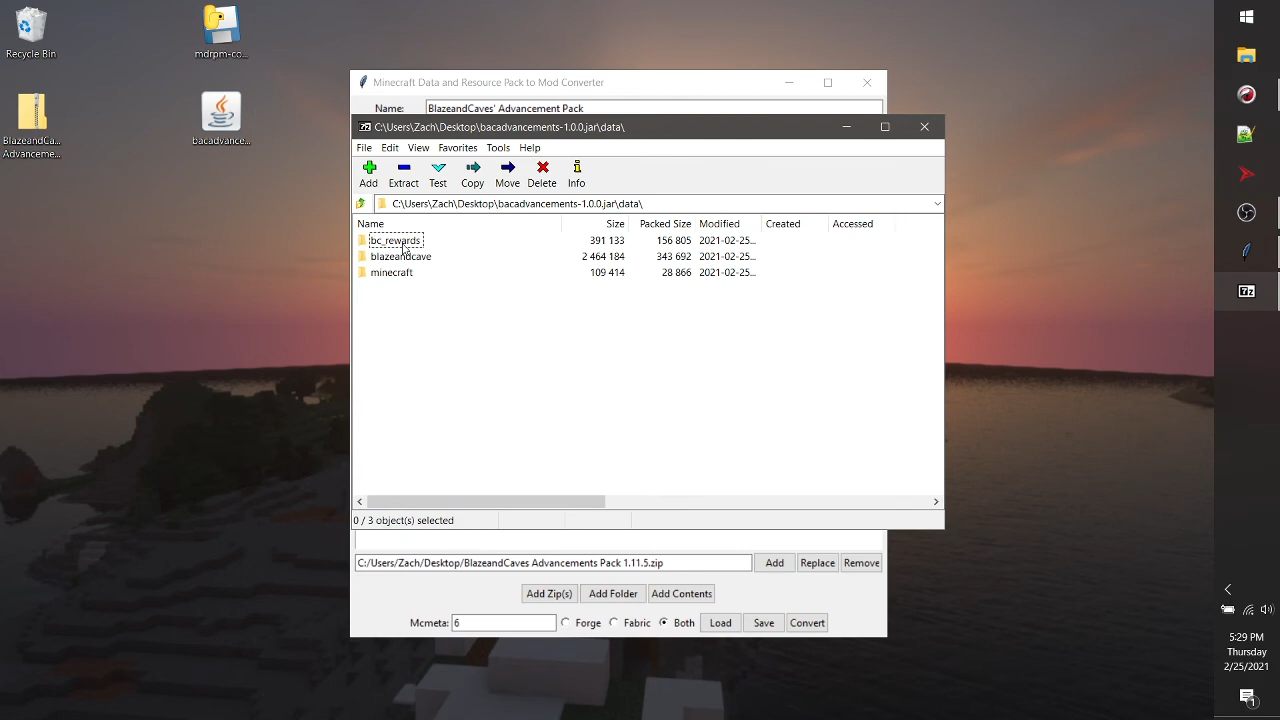 Recycle Bin
mdrpm-co...
BlazeandCa...
Advanceme...
bacadvance...
Minecraft Data and Resource Pack to Mod Converter
Name: BlazeandCaves' Advancement Pack
C:\Users\Zach\Desktop\bacadvancements-1.0.0.jar\data\
File Edit View Favorites Tools Help
Add Extract Test Copy Move Delete Info
C:\Users\Zach\Desktop\bacadvancements-1.0.0.jar\data\
Name Size Packed Size Modified Created Accessed
bc_rewards 391 133 156 805 2021-02-25...
blazeandcave 2 464 184 343 692 2021-02-25...
minecraft 109 414 28 866 2021-02-25...
0 / 3 object(s) selected
C:/Users/Zach/Desktop/BlazeandCaves Advancements Pack 1.11.5.zip Add Replace Remove
Add Zip(s) Add Folder Add Contents
Mcmeta: 6 Forge Fabric Both Load Save Convert
7z
5:29 PM
Thursday
2/25/2021
1